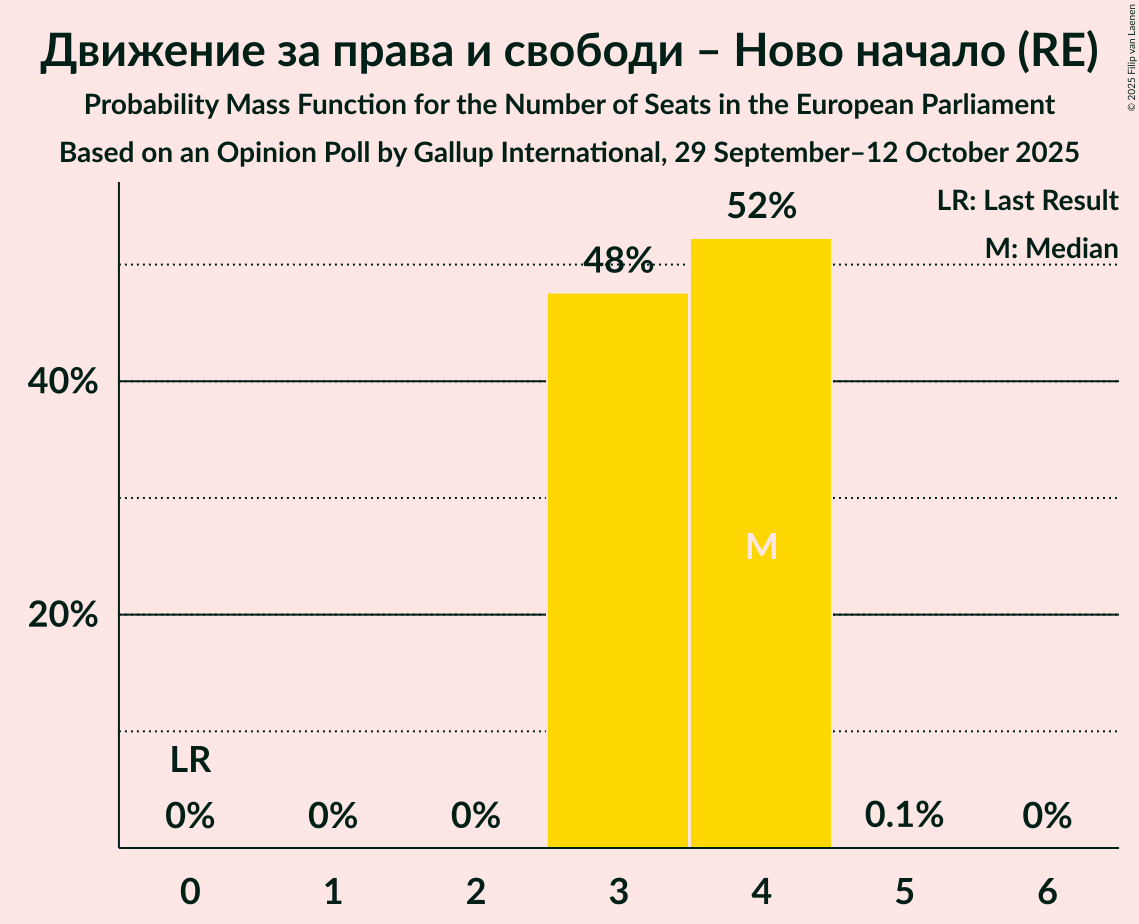 Движение за права и свободи – Ново начало (RE)
Probability Mass Function for the Number of Seats in the European Parliament
Based on an Opinion Poll by Gallup International, 29 September–12 October 2025
© 2025 Filip van Laenen
LR: Last Result
M: Median
52%
48%
40%
M
20%
LR
0% 0% 0% 0.1% 0%
0 1 2 3 4 5 6